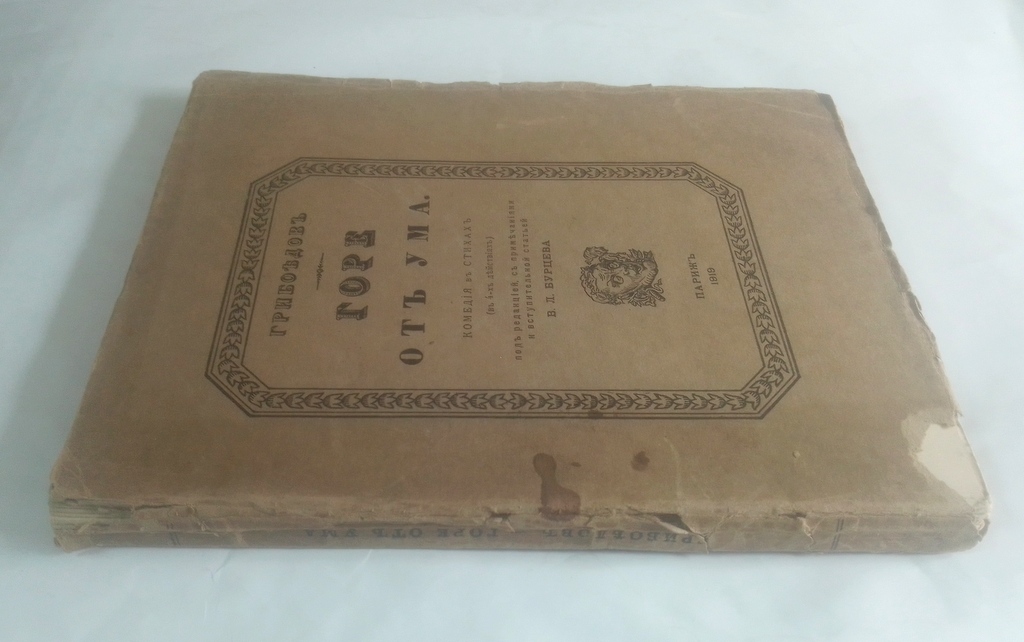 ГРИБОѢДОВЪ
ГОРЕ
ОТЪ УМА.
КОМЕДІЯ въ СТИХАХЪ
(въ 4-хъ дѣйствіяхъ)
подъ редакціей, съ примѣчаніями
и вступительной статьей
В. Л. БУРЦЕВА
ПАРИЖЪ
1919
РИБОѢДОВЪ ГОРЕ ОТЪ УМА